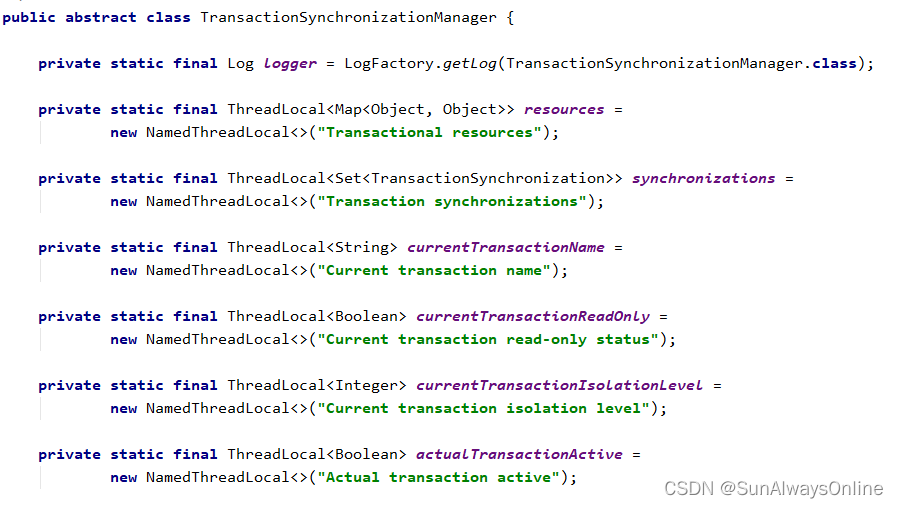 public abstract class TransactionSynchronizationManager {
private static final Log logger = LogFactory.getLog(TransactionSynchronizationManager.class);
private static final ThreadLocal<Map<Object, Object>> resources =
new NamedThreadLocal<>("Transactional resources");
private static final ThreadLocal<Set<TransactionSynchronization>> synchronizations =
new NamedThreadLocal<>("Transaction synchronizations");
private static final ThreadLocal<String> currentTransactionName =
new NamedThreadLocal<>("Current transaction name");
private static final ThreadLocal<Boolean> currentTransactionReadOnly =
new NamedThreadLocal<>("Current transaction read-only status");
private static final ThreadLocal<Integer> currentTransactionIsolationLevel =
new NamedThreadLocal<>("Current transaction isolation level");
private static final ThreadLocal<Boolean> actualTransactionActive =
new NamedThreadLocal<>("Actual transaction active");
CSDN @SunAlwaysOnline